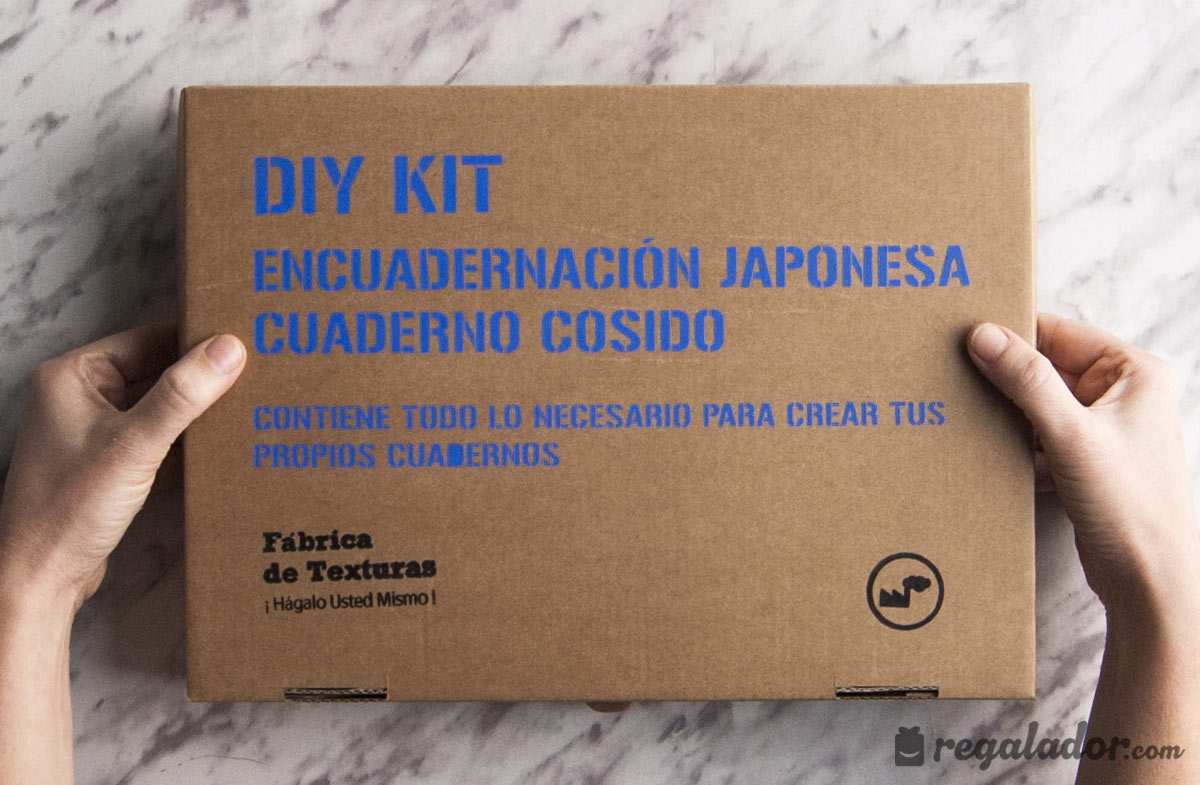 DIY KIT
ENCUADERNACIÓN JAPONESA
CUADERNO COSIDO
CONTIENE TODO LO NECESARIO PARA CREAR TUS
PROPIOS CUADERNOS
Fábrica
de Texturas
¡ Hágalo Usted Mismo !
regalador.com